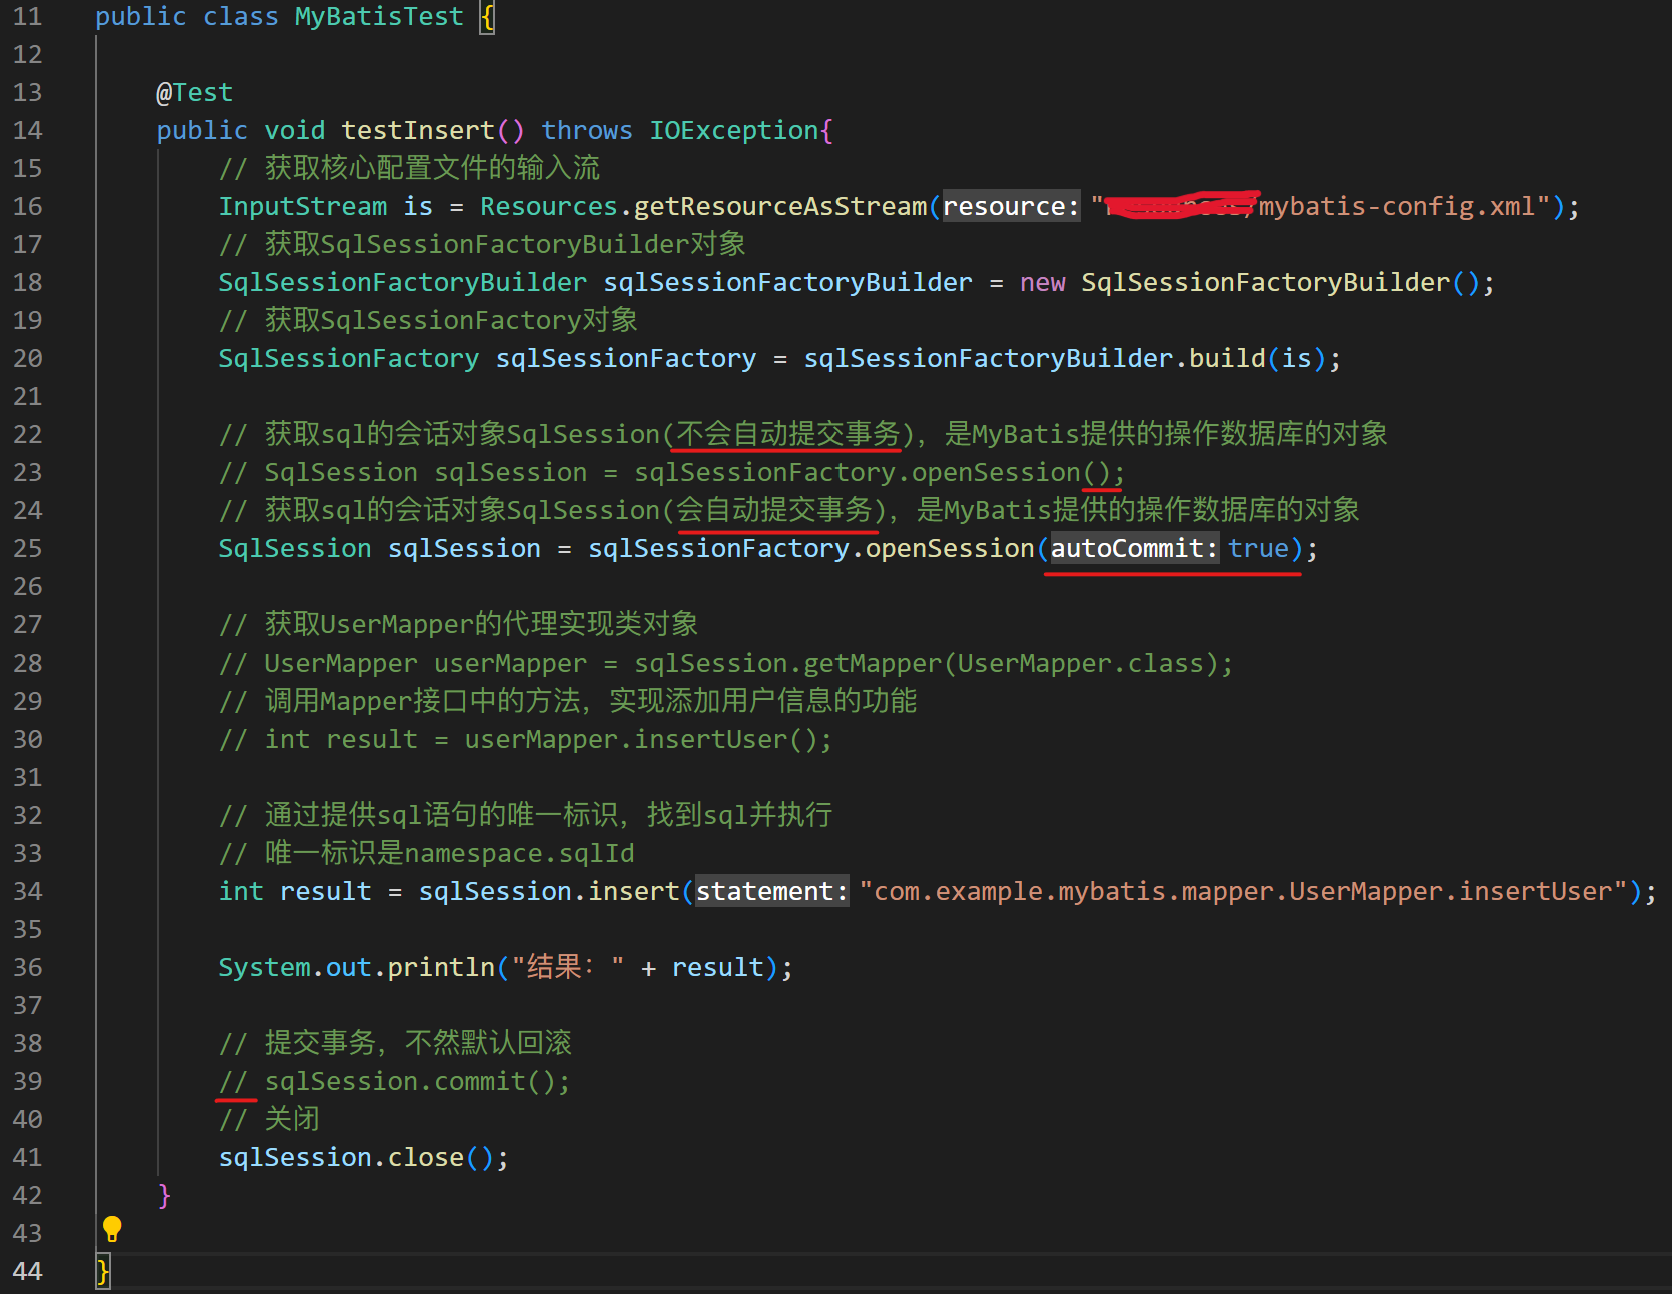 11 public class MyBatisTest {
12
13 @Test
14 public void testInsert() throws IOException{
15 // 获取核心配置文件的输入流
16 InputStream is = Resources.getResourceAsStream(resource: "mybatis-config.xml");
17 // 获取SqlSessionFactoryBuilder对象
18 SqlSessionFactoryBuilder sqlSessionFactoryBuilder = new SqlSessionFactoryBuilder();
19 // 获取SqlSessionFactory对象
20 SqlSessionFactory sqlSessionFactory = sqlSessionFactoryBuilder.build(is);
21
22 // 获取sql的会话对象SqlSession(不会自动提交事务)，是MyBatis提供的操作数据库的对象
23 // SqlSession sqlSession = sqlSessionFactory.openSession();
24 // 获取sql的会话对象SqlSession(会自动提交事务)，是MyBatis提供的操作数据库的对象
25 SqlSession sqlSession = sqlSessionFactory.openSession(autoCommit: true);
26
27 // 获取UserMapper的代理实现类对象
28 // UserMapper userMapper = sqlSession.getMapper(UserMapper.class);
29 // 调用Mapper接口中的方法，实现添加用户信息的功能
30 // int result = userMapper.insertUser();
31
32 // 通过提供sql语句的唯一标识，找到sql并执行
33 // 唯一标识是namespace.sqlId
34 int result = sqlSession.insert(statement: "com.example.mybatis.mapper.UserMapper.insertUser");
35
36 System.out.println("结果：" + result);
37
38 // 提交事务，不然默认回滚
39 // sqlSession.commit();
40 // 关闭
41 sqlSession.close();
42 }
43
44 }